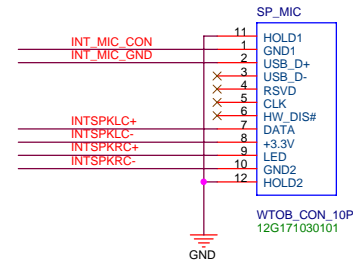 SP_MIC
11 HOLD1
INT_MIC_CON 1 GND1
INT_MIC_GND 2 USB_D+
3 USB_D-
4 RSVD
5 CLK
6 HW_DIS#
INTSPKLC+ 7 DATA
INTSPKLC- 8 +3.3V
INTSPKRC+ 9 LED
INTSPKRC- 10 GND2
12 HOLD2
WTOB_CON_10P
12G171030101
GND